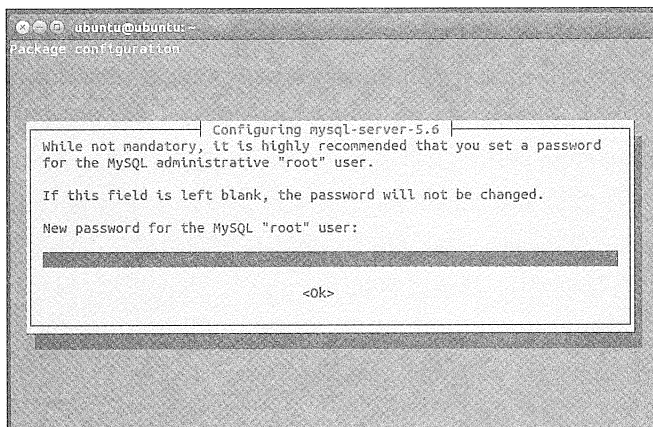 ubuntu@ubuntu: ~
Package configuration
Configuring mysql-server-5.6
While not mandatory, it is highly recommended that you set a password
for the MySQL administrative "root" user.
If this field is left blank, the password will not be changed.
New password for the MySQL "root" user:
<Ok>